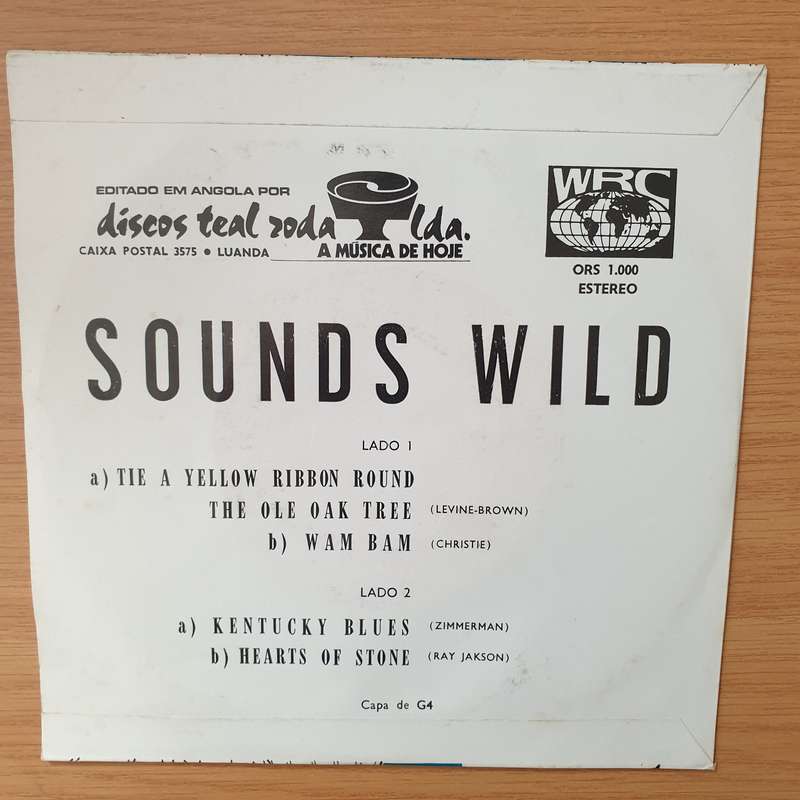 EDITADO EM ANGOLA POR
discos teal roda lda.
CAIXA POSTAL 3575 • LUANDA
A MÚSICA DE HOJE
WRC
ORS 1.000
ESTEREO
SOUNDS WILD
LADO 1
a) TIE A YELLOW RIBBON ROUND
THE OLE OAK TREE (LEVINE-BROWN)
b) WAM BAM (CHRISTIE)
LADO 2
a) KENTUCKY BLUES (ZIMMERMAN)
b) HEARTS OF STONE (RAY JAKSON)
Capa de G4